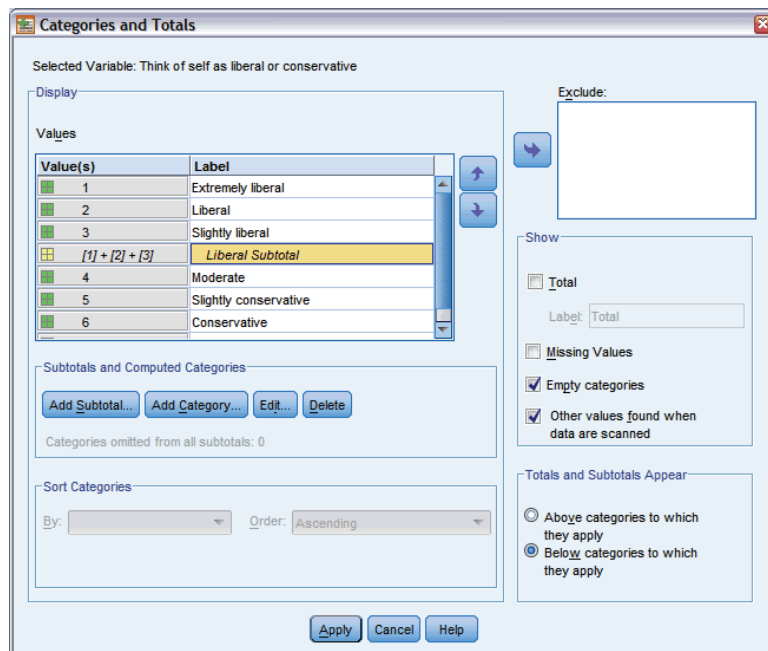 Categories and Totals
Selected Variable: Think of self as liberal or conservative
Display
Values
Value(s) Label
1 Extremely liberal
2 Liberal
3 Slightly liberal
[1] + [2] + [3] Liberal Subtotal
4 Moderate
5 Slightly conservative
6 Conservative
Subtotals and Computed Categories
Add Subtotal... Add Category... Edit... Delete
Categories omitted from all subtotals: 0
Sort Categories
By: Order: Ascending
Exclude:
Show
Total
Label: Total
Missing Values
Empty categories
Other values found when
data are scanned
Totals and Subtotals Appear
Above categories to which
they apply
Below categories to which
they apply
Apply Cancel Help